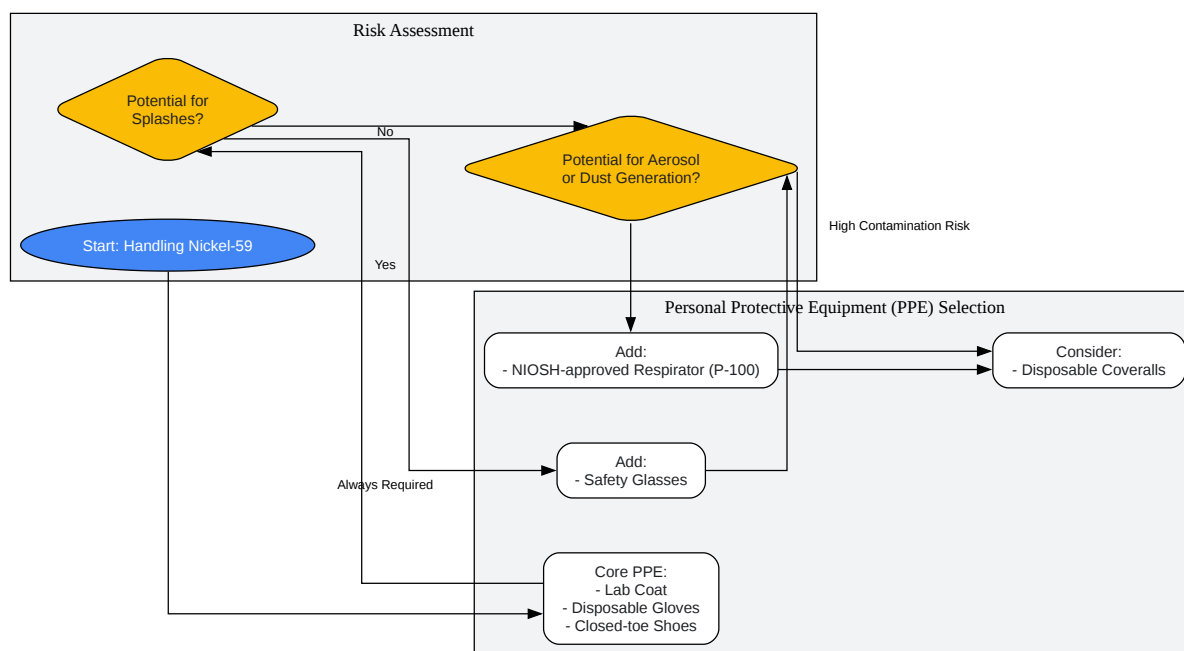 Risk Assessment
Potential for
Splashes?
No
Potential for Aerosol
or Dust Generation?
High Contamination Risk
Start: Handling Nickel-59
Yes
Personal Protective Equipment (PPE) Selection
Add:
- NIOSH-approved Respirator (P-100)
Consider:
- Disposable Coveralls
Add:
- Safety Glasses
Always Required
Core PPE:
- Lab Coat
- Disposable Gloves
- Closed-toe Shoes